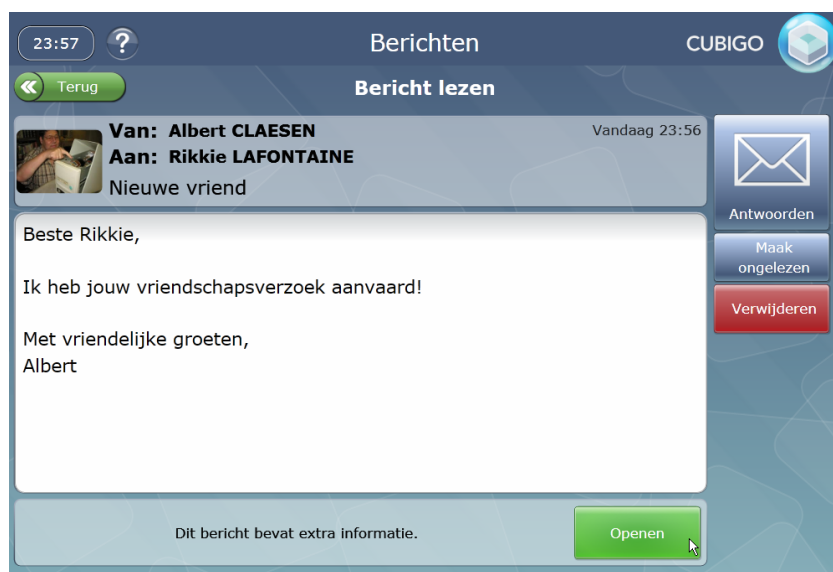 23:57
?
Berichten
CUBIGO
Terug
Bericht lezen
Van: Albert CLAESEN
Vandaag 23:56
Aan: Rikkie LAFONTAINE
Nieuwe vriend
Antwoorden
Maak
ongelezen
Verwijderen
Beste Rikkie,
Ik heb jouw vriendschapsverzoek aanvaard!
Met vriendelijke groeten,
Albert
Dit bericht bevat extra informatie.
Openen